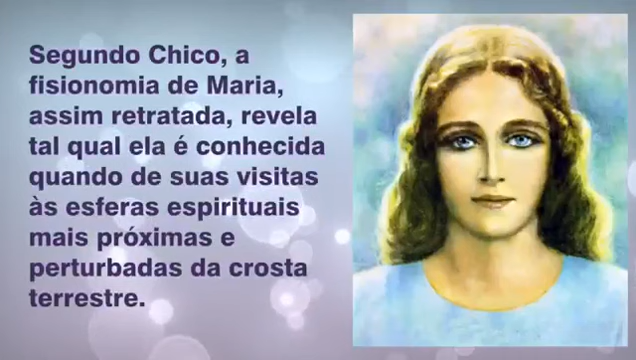 Segundo Chico, a
fisionomia de Maria,
assim retratada, revela
tal qual ela é conhecida
quando de suas visitas
às esferas espirituais
mais próximas e
perturbadas da crosta
terrestre.